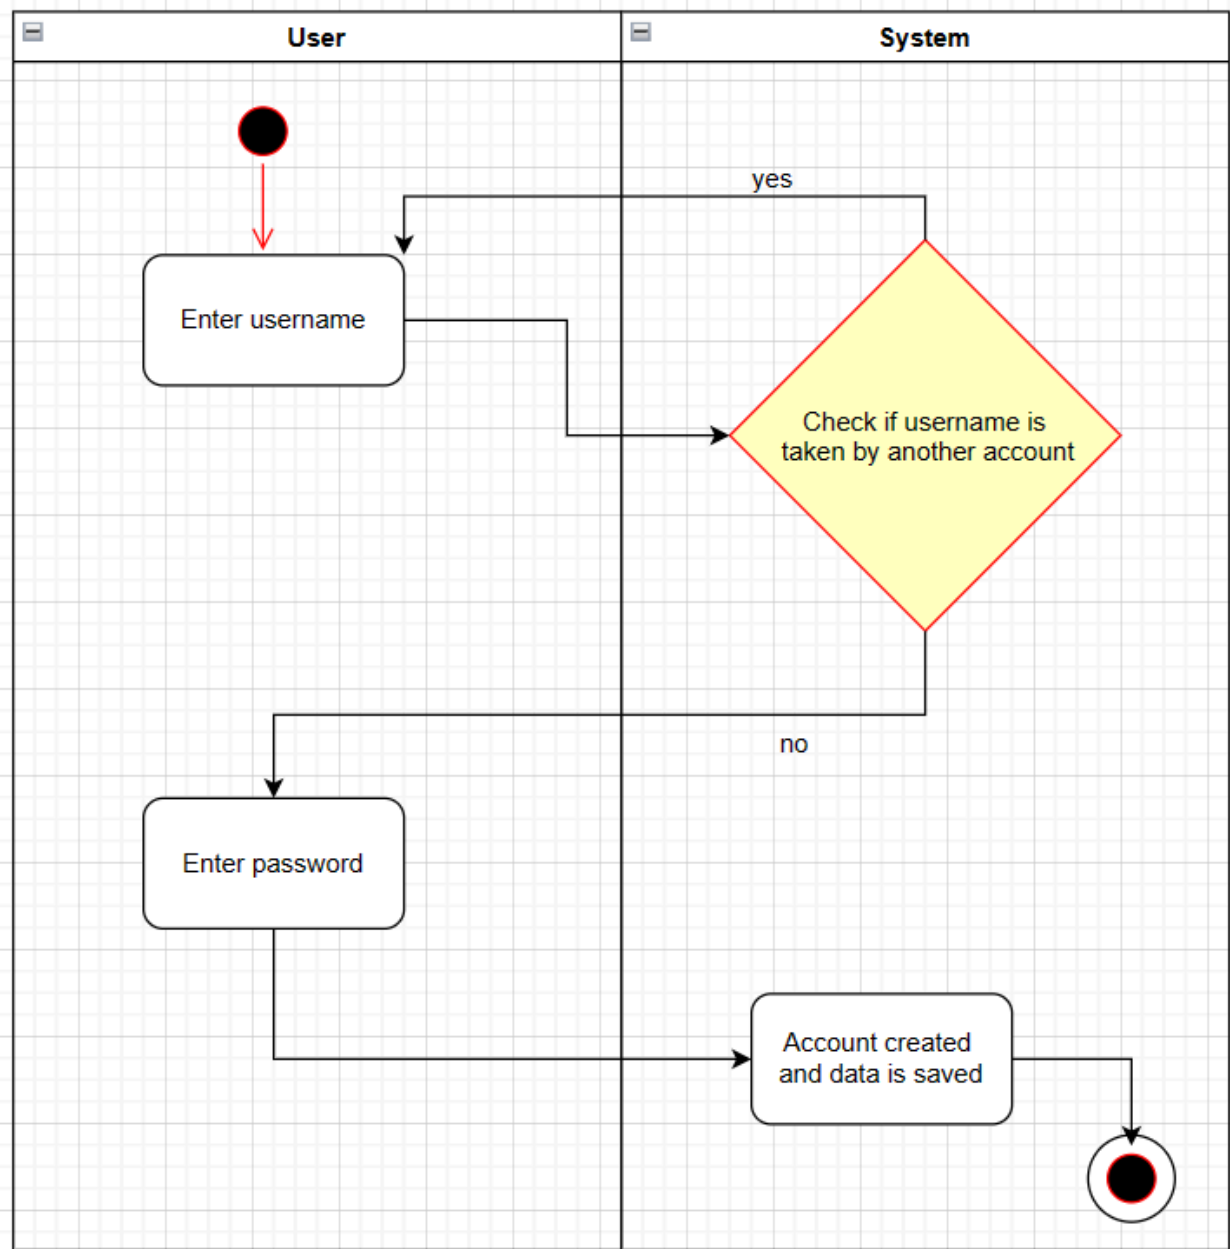 User
System
yes
Enter username
Check if username is
taken by another account
no
Enter password
Account created
and data is saved